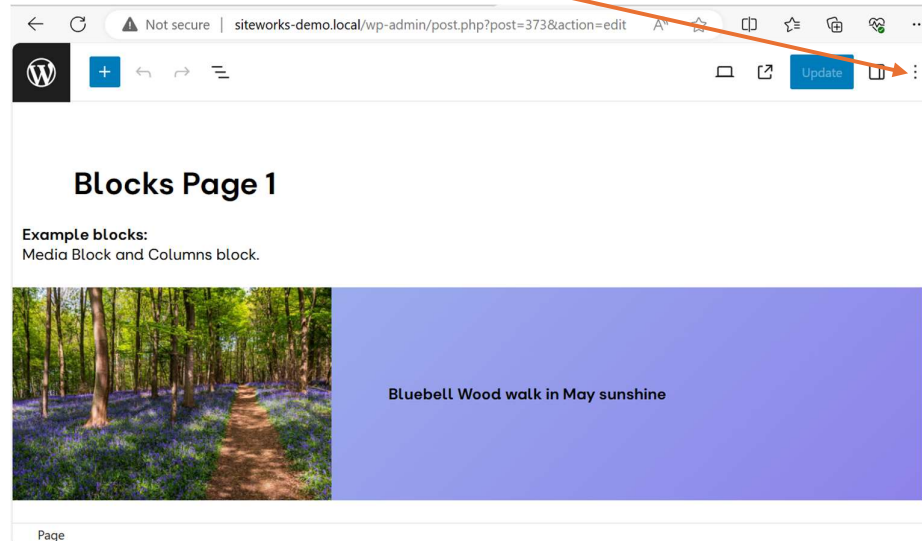 Not secure | siteworks-demo.local/wp-admin/post.php?post=373&action=edit A
Update
Blocks Page 1
Example blocks:
Media Block and Columns block.
Bluebell Wood walk in May sunshine
Page